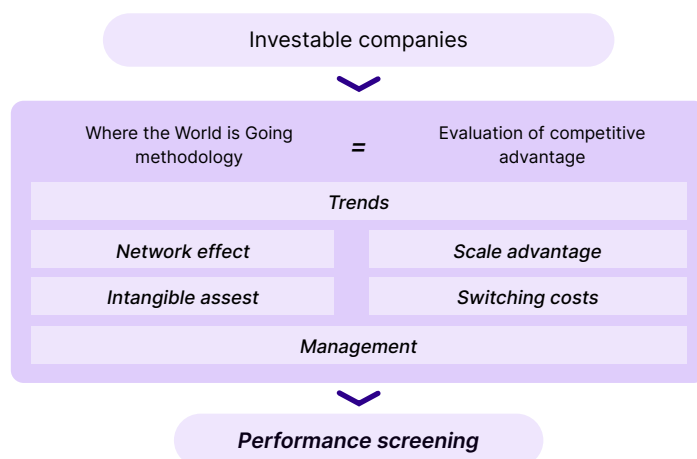 Investable companies
Where the World is Going
methodology
=
Evaluation of competitive
advantage
Trends
Network effect
Scale advantage
Intangible assest
Switching costs
Management
Performance screening